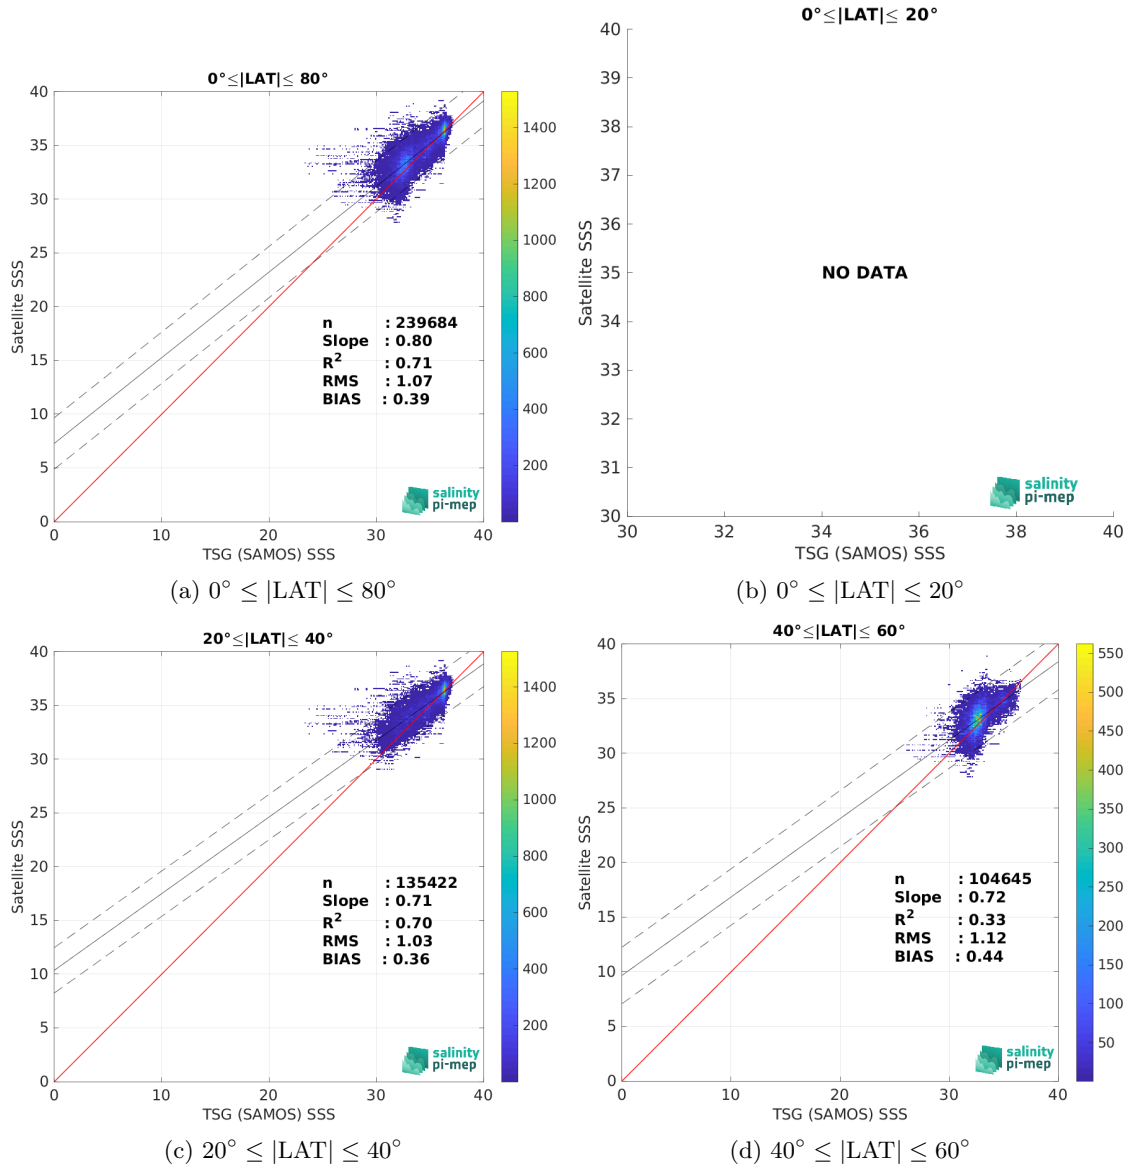 0°≤|LAT|≤ 80°
40
35
30
25
20
15
10
5
0
Satellite SSS
n : 239684
Slope : 0.80
R² : 0.71
RMS : 1.07
BIAS : 0.39
salinity
pi-mep
0 10 20 30 40
TSG (SAMOS) SSS
1400
1200
1000
800
600
400
200
(a) 0° ≤ |LAT| ≤ 80°
0°≤|LAT|≤ 20°
40
39
38
37
36
35
34
33
32
31
30
Satellite SSS
NO DATA
salinity
pi-mep
30 32 34 36 38 40
TSG (SAMOS) SSS
(b) 0° ≤ |LAT| ≤ 20°
20°≤|LAT|≤ 40°
40
35
30
25
20
15
10
5
0
Satellite SSS
n : 135422
Slope : 0.71
R² : 0.70
RMS : 1.03
BIAS : 0.36
salinity
pi-mep
0 10 20 30 40
TSG (SAMOS) SSS
1400
1200
1000
800
600
400
200
(c) 20° ≤ |LAT| ≤ 40°
40°≤|LAT|≤ 60°
40
35
30
25
20
15
10
5
0
Satellite SSS
n : 104645
Slope : 0.72
R² : 0.33
RMS : 1.12
BIAS : 0.44
salinity
pi-mep
0 10 20 30 40
TSG (SAMOS) SSS
550
500
450
400
350
300
250
200
150
100
50
(d) 40° ≤ |LAT| ≤ 60°